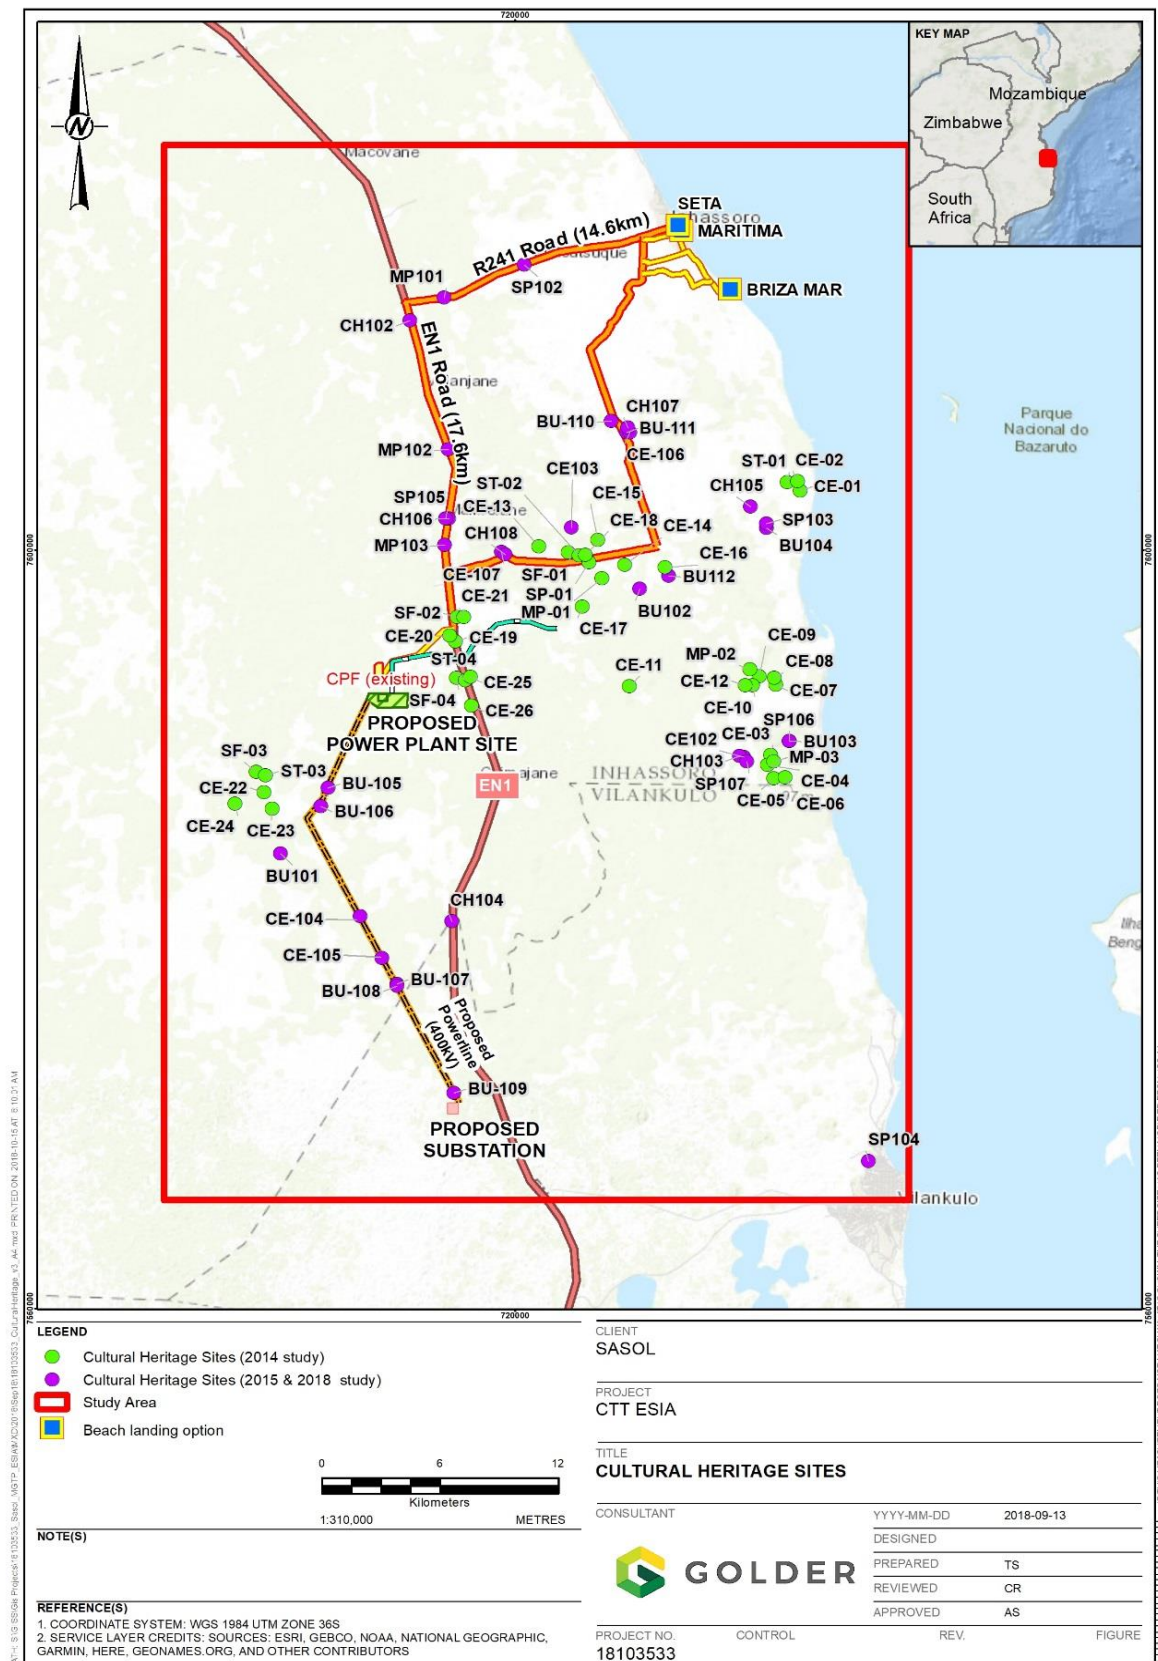 720000
KEY MAP
Mozambique
Zimbabwe
South
Africa
N
Macovane
SETA
MARITIMA
R241 Road (14.6km)
MP101
SP102
BRIZA MAR
CH102
EN1 Road (17.6km)
Parque
Nacional do
Bazaruto
CH107
BU-110
BU-111
MP102
CE-106
CE103
ST-01
CE-02
ST-02
CE-15
CH105
CE-01
SP105
CE-13
CE-18
CE-14
SP103
CH106
CH108
BU104
MP103
CE-16
7600000
7600000
CE-107
SF-01
BU112
CE-21
SP-01
MP-01
BU102
SF-02
CE-17
CE-20
CE-19
CE-09
ST-04
CE-11
MP-02
CE-08
CPF (existing)
CE-25
CE-12
CE-07
SF-04
CE-26
CE-10
PROPOSED
POWER PLANT SITE
SP106
CE102
CE-03
BU103
SF-03
CH103
MP-03
ST-03
BU-105
EN1
INHASSORO
VILANKULO
SP107
CE-04
CE-22
BU-106
CE-05
CE-06
97m
CE-24
CE-23
BU101
CH104
CE-104
CE-105
BU-107
BU-108
Proposed
Powerline
(400kV)
BU-109
PROPOSED
SUBSTATION
SP104
7560000
720000
7560000
LEGEND
Cultural Heritage Sites (2014 study)
Cultural Heritage Sites (2015 & 2018 study)
Study Area
Beach landing option
0 6 12
Kilometers
1:310,000 METRES
NOTE(S)
REFERENCE(S)
1. COORDINATE SYSTEM: WGS 1984 UTM ZONE 36S
2. SERVICE LAYER CREDITS: SOURCES: ESRI, GEBCO, NOAA, NATIONAL GEOGRAPHIC,
GARMIN, HERE, GEONAMES.ORG, AND OTHER CONTRIBUTORS
CLIENT
SASOL
PROJECT
CTT ESIA
TITLE
CULTURAL HERITAGE SITES
CONSULTANT
GOLDER
YYYY-MM-DD 2018-09-13
DESIGNED
PREPARED TS
REVIEWED CR
APPROVED AS
PROJECT NO. CONTROL REV. FIGURE
18103533